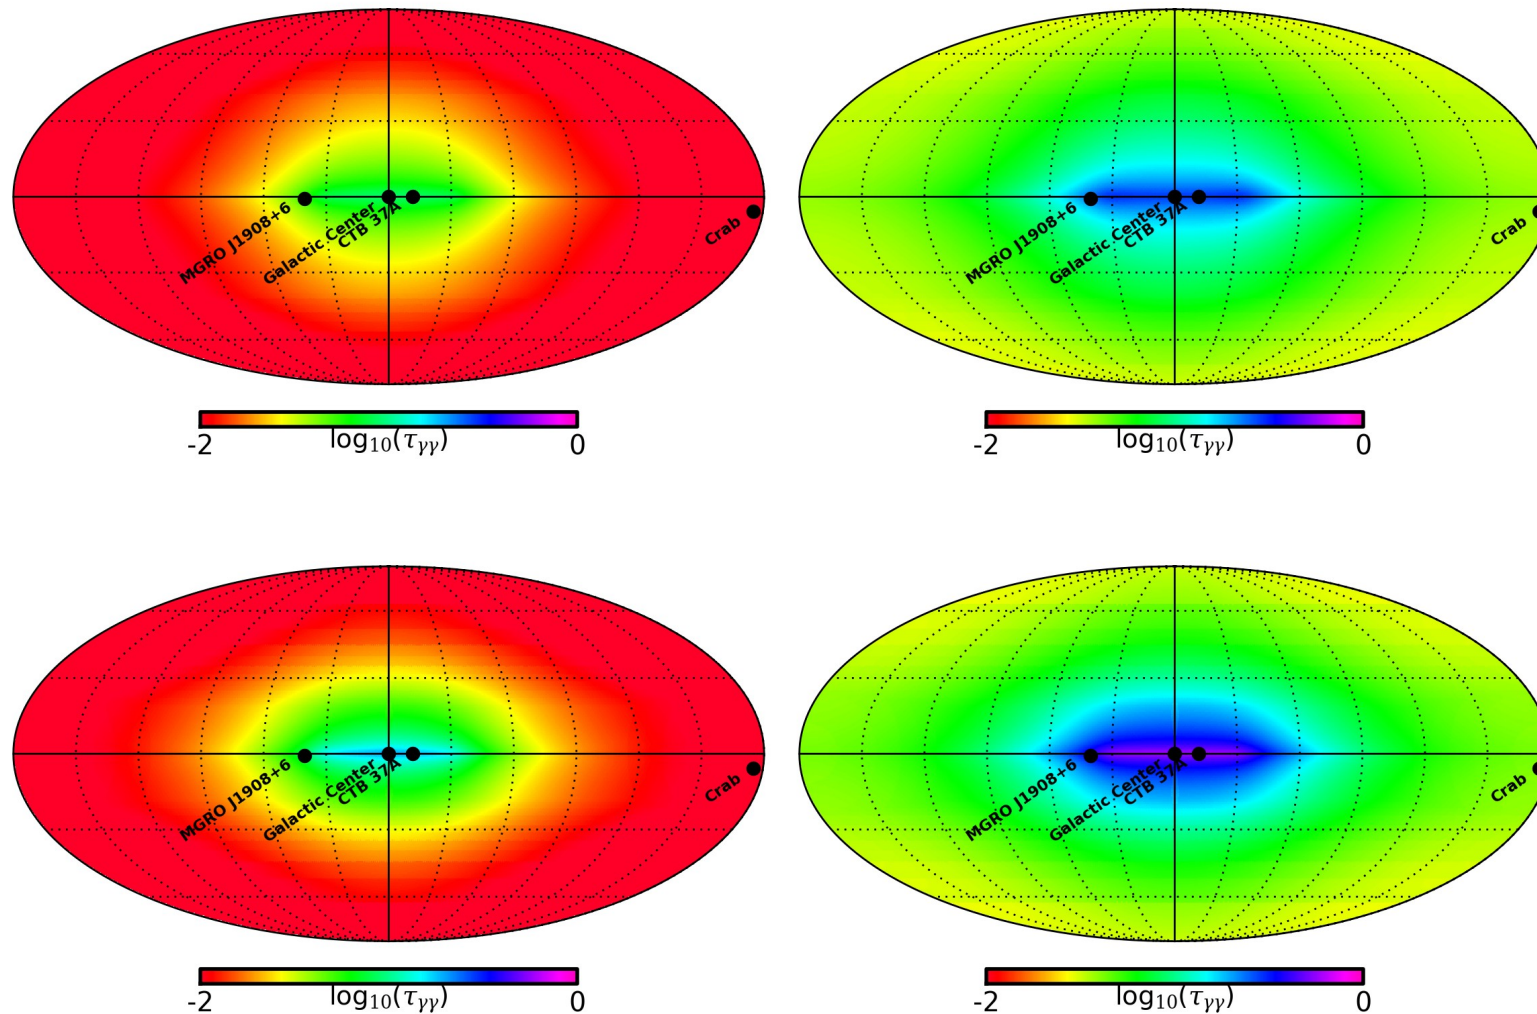 MGRO J1908+6
Galactic Center
CTB 37A
Crab
-2 log₁₀(τγγ) 0
MGRO J1908+6
Galactic Center
CTB 37A
Crab
-2 log₁₀(τγγ) 0
MGRO J1908+6
Galactic Center
CTB 37A
Crab
-2 log₁₀(τγγ) 0
MGRO J1908+6
Galactic Center
CTB 37A
Crab
-2 log₁₀(τγγ) 0